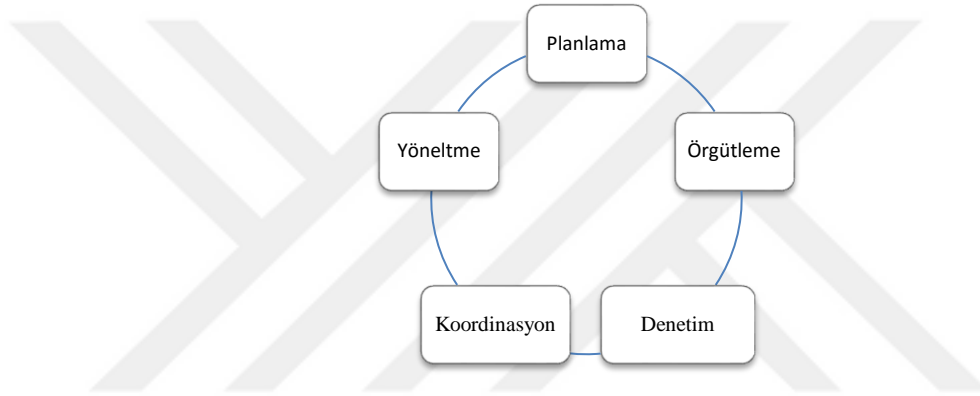 Planlama
Örgütleme
Denetim
Koordinasyon
Yöneltme